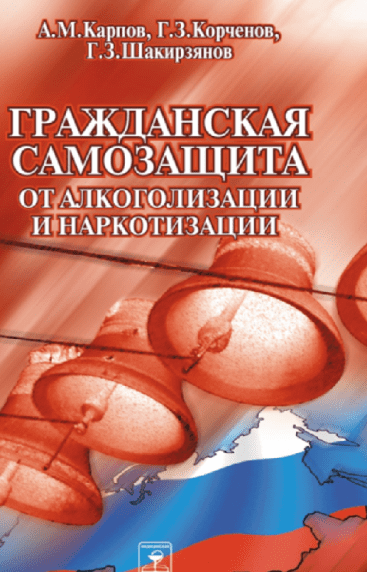 А.М.Карпов, Г.З.Корченов,
Г.З.Шакирзянов
ГРАЖДАНСКАЯ
САМОЗАЩИТА
ОТ АЛКОГОЛИЗАЦИИ
И НАРКОТИЗАЦИИ